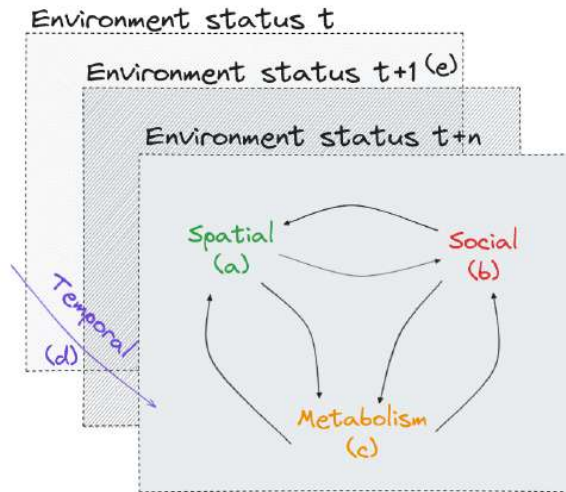 Environment status t
Environment status t+1 (e)
Environment status t+n
Spatial
(a)
Social
(b)
Temporal
(d)
Metabolism
(c)